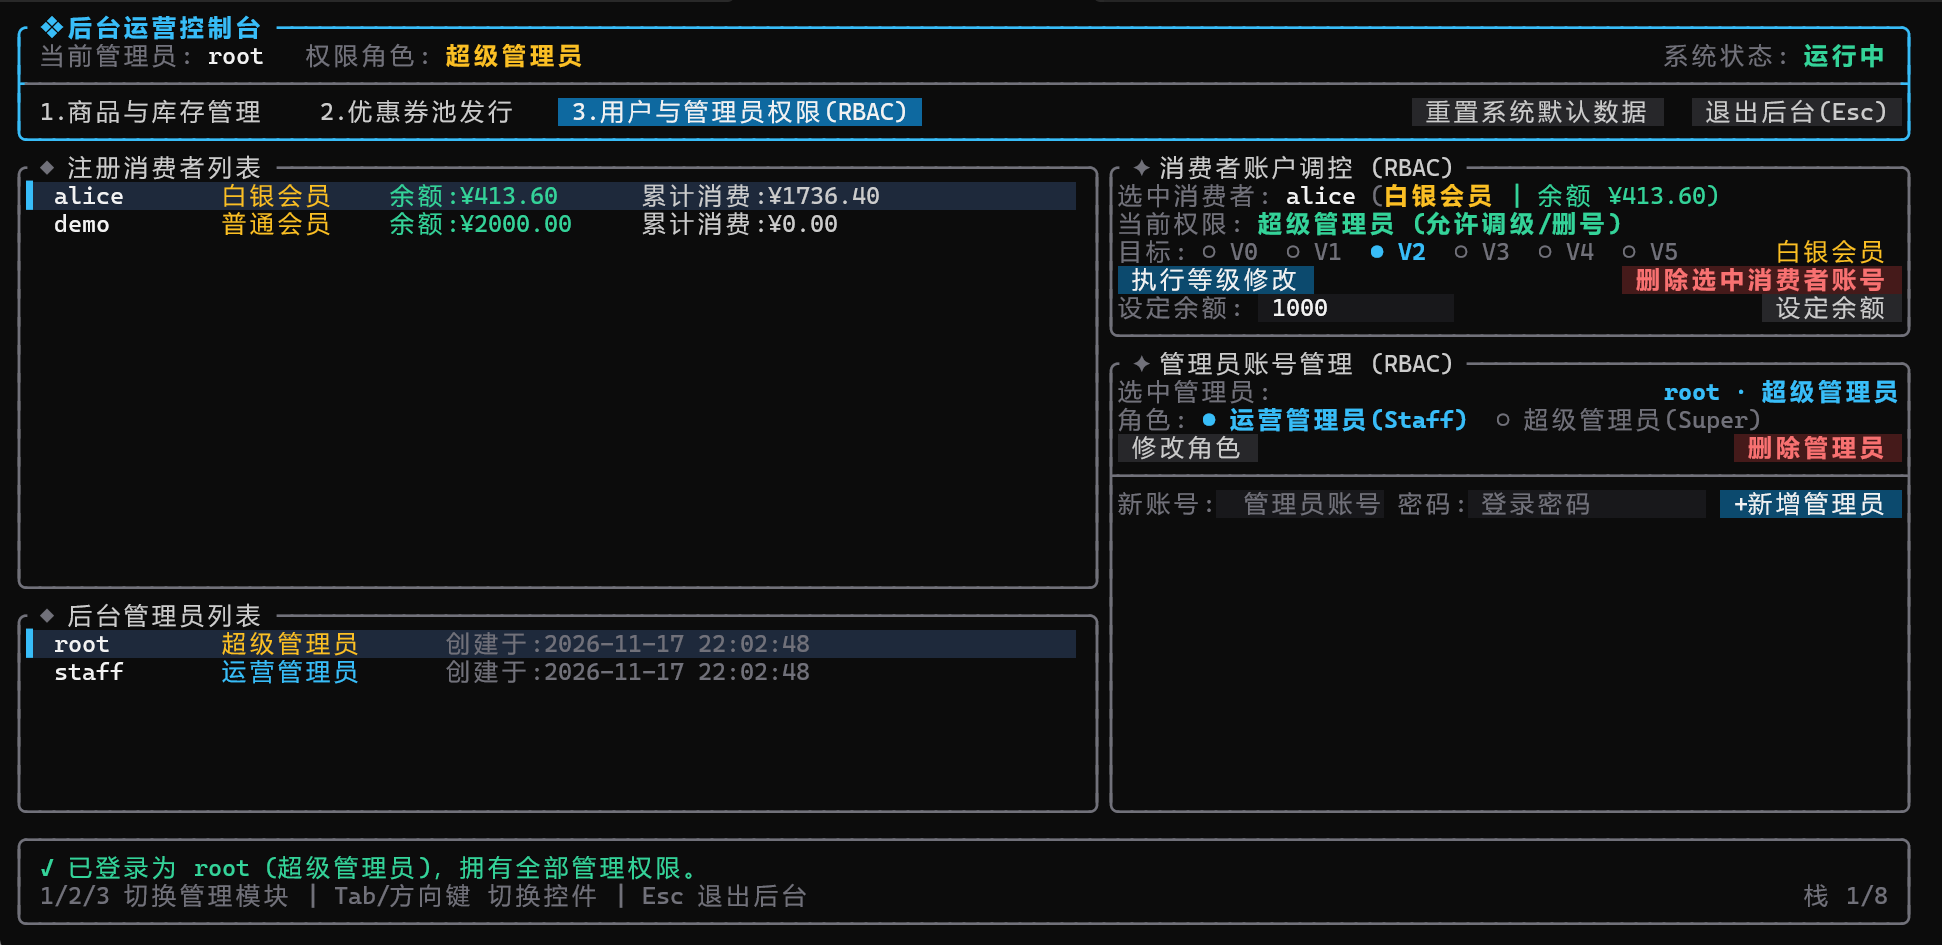 ❖后台运营控制台
当前管理员: root 权限角色: 超级管理员 系统状态: 运行中
1.商品与库存管理 2.优惠券池发行 3.用户与管理员权限(RBAC) 重置系统默认数据 退出后台(Esc)
◆ 注册消费者列表
alice 白银会员 余额:¥413.60 累计消费:¥1736.40
demo 普通会员 余额:¥2000.00 累计消费:¥0.00
✦ 消费者账户调控 (RBAC)
选中消费者: alice (白银会员 | 余额 ¥413.60)
当前权限: 超级管理员 (允许调级/删号)
目标: ○ V0 ○ V1 ● V2 ○ V3 ○ V4 ○ V5 白银会员
执行等级修改 删除选中消费者账号
设定余额: 1000 设定余额
✦ 管理员账号管理 (RBAC)
选中管理员: root · 超级管理员
角色: ● 运营管理员(Staff) ○ 超级管理员(Super)
修改角色 删除管理员
新账号: 管理员账号 密码: 登录密码 +新增管理员
◆ 后台管理员列表
root 超级管理员 创建于:2026-11-17 22:02:48
staff 运营管理员 创建于:2026-11-17 22:02:48
✓ 已登录为 root (超级管理员), 拥有全部管理权限。
1/2/3 切换管理模块 | Tab/方向键 切换控件 | Esc 退出后台 栈 1/8